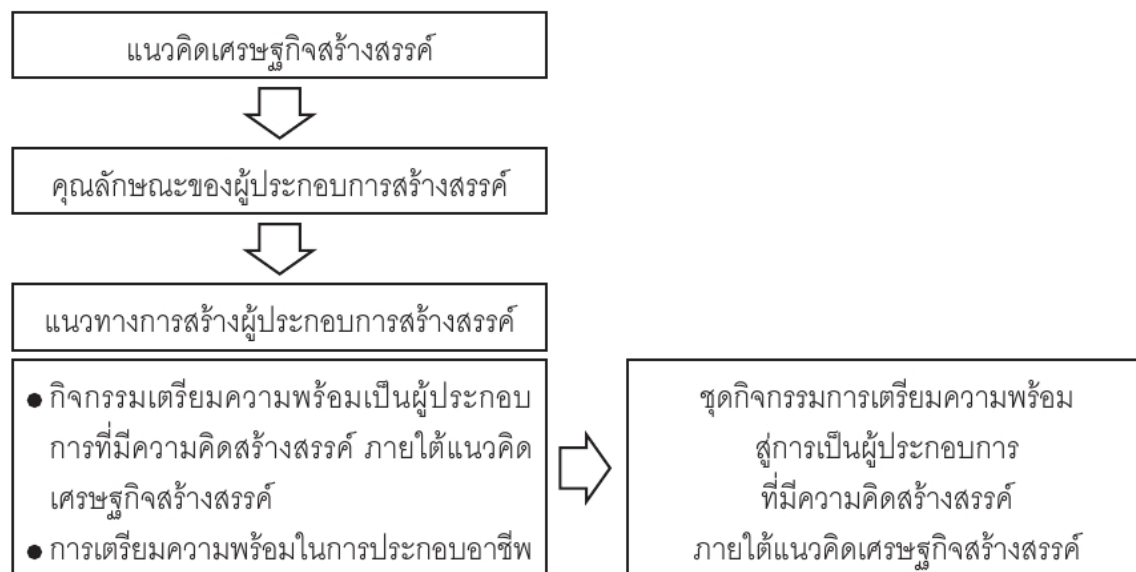 แนวคิดเศรษฐกิจสร้างสรรค์
คุณลักษณะของผู้ประกอบการสร้างสรรค์
แนวทางการสร้างผู้ประกอบการสร้างสรรค์
● กิจกรรมเตรียมความพร้อมเป็นผู้ประกอบ
การที่มีความคิดสร้างสรรค์ ภายใต้แนวคิด
เศรษฐกิจสร้างสรรค์
● การเตรียมความพร้อมในการประกอบอาชีพ
ชุดกิจกรรมการเตรียมความพร้อม
สู่การเป็นผู้ประกอบการ
ที่มีความคิดสร้างสรรค์
ภายใต้แนวคิดเศรษฐกิจสร้างสรรค์